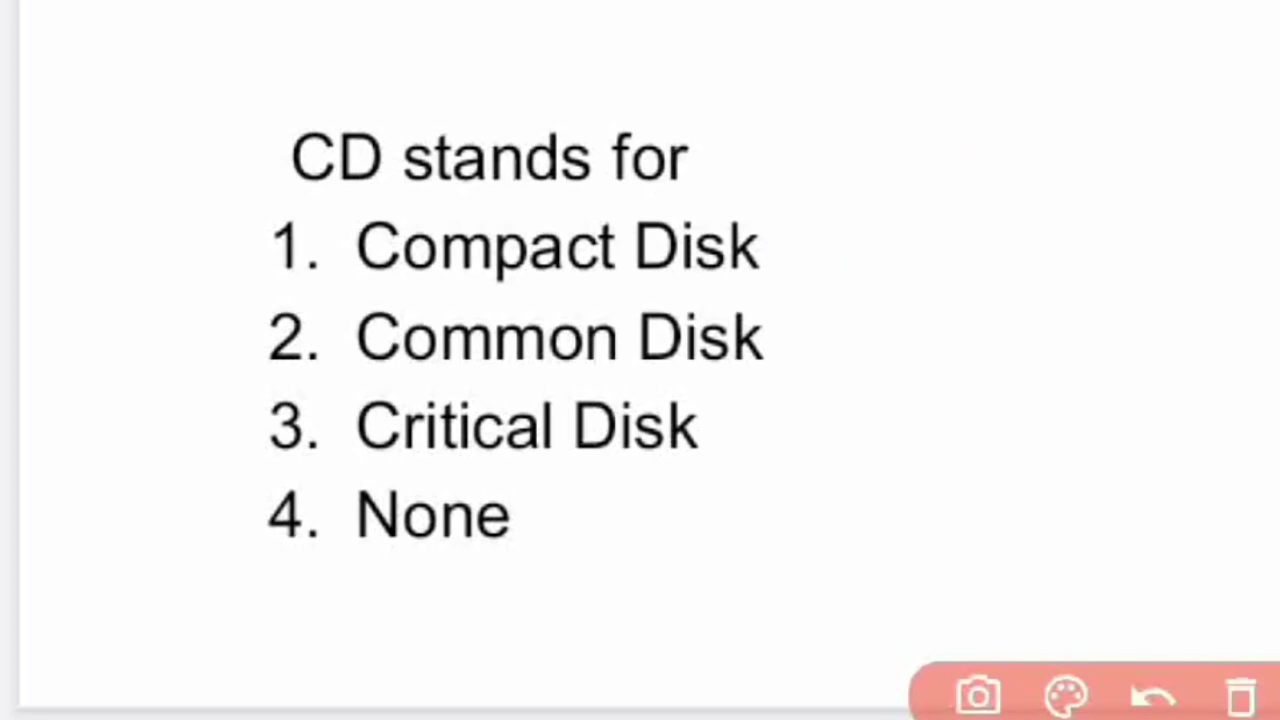 CD stands for
1. Compact Disk
2. Common Disk
3. Critical Disk
4. None